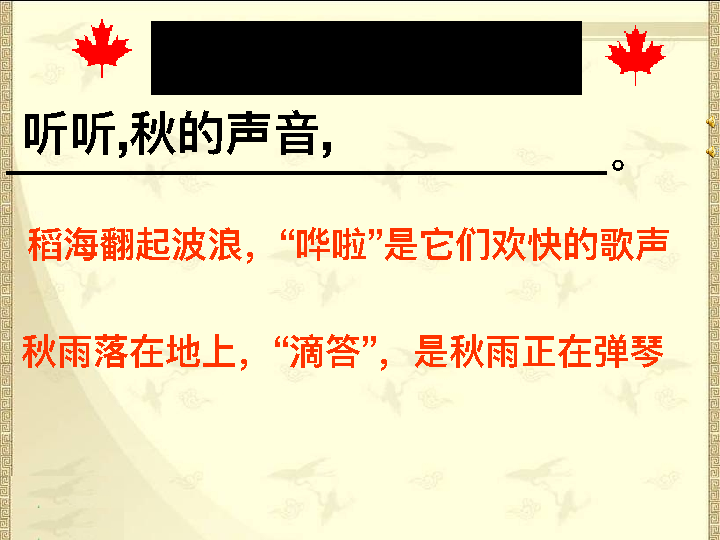 听听,秋的声音,
。
稻海翻起波浪，“哗啦”是它们欢快的歌声
秋雨落在地上，“滴答”，是秋雨正在弹琴